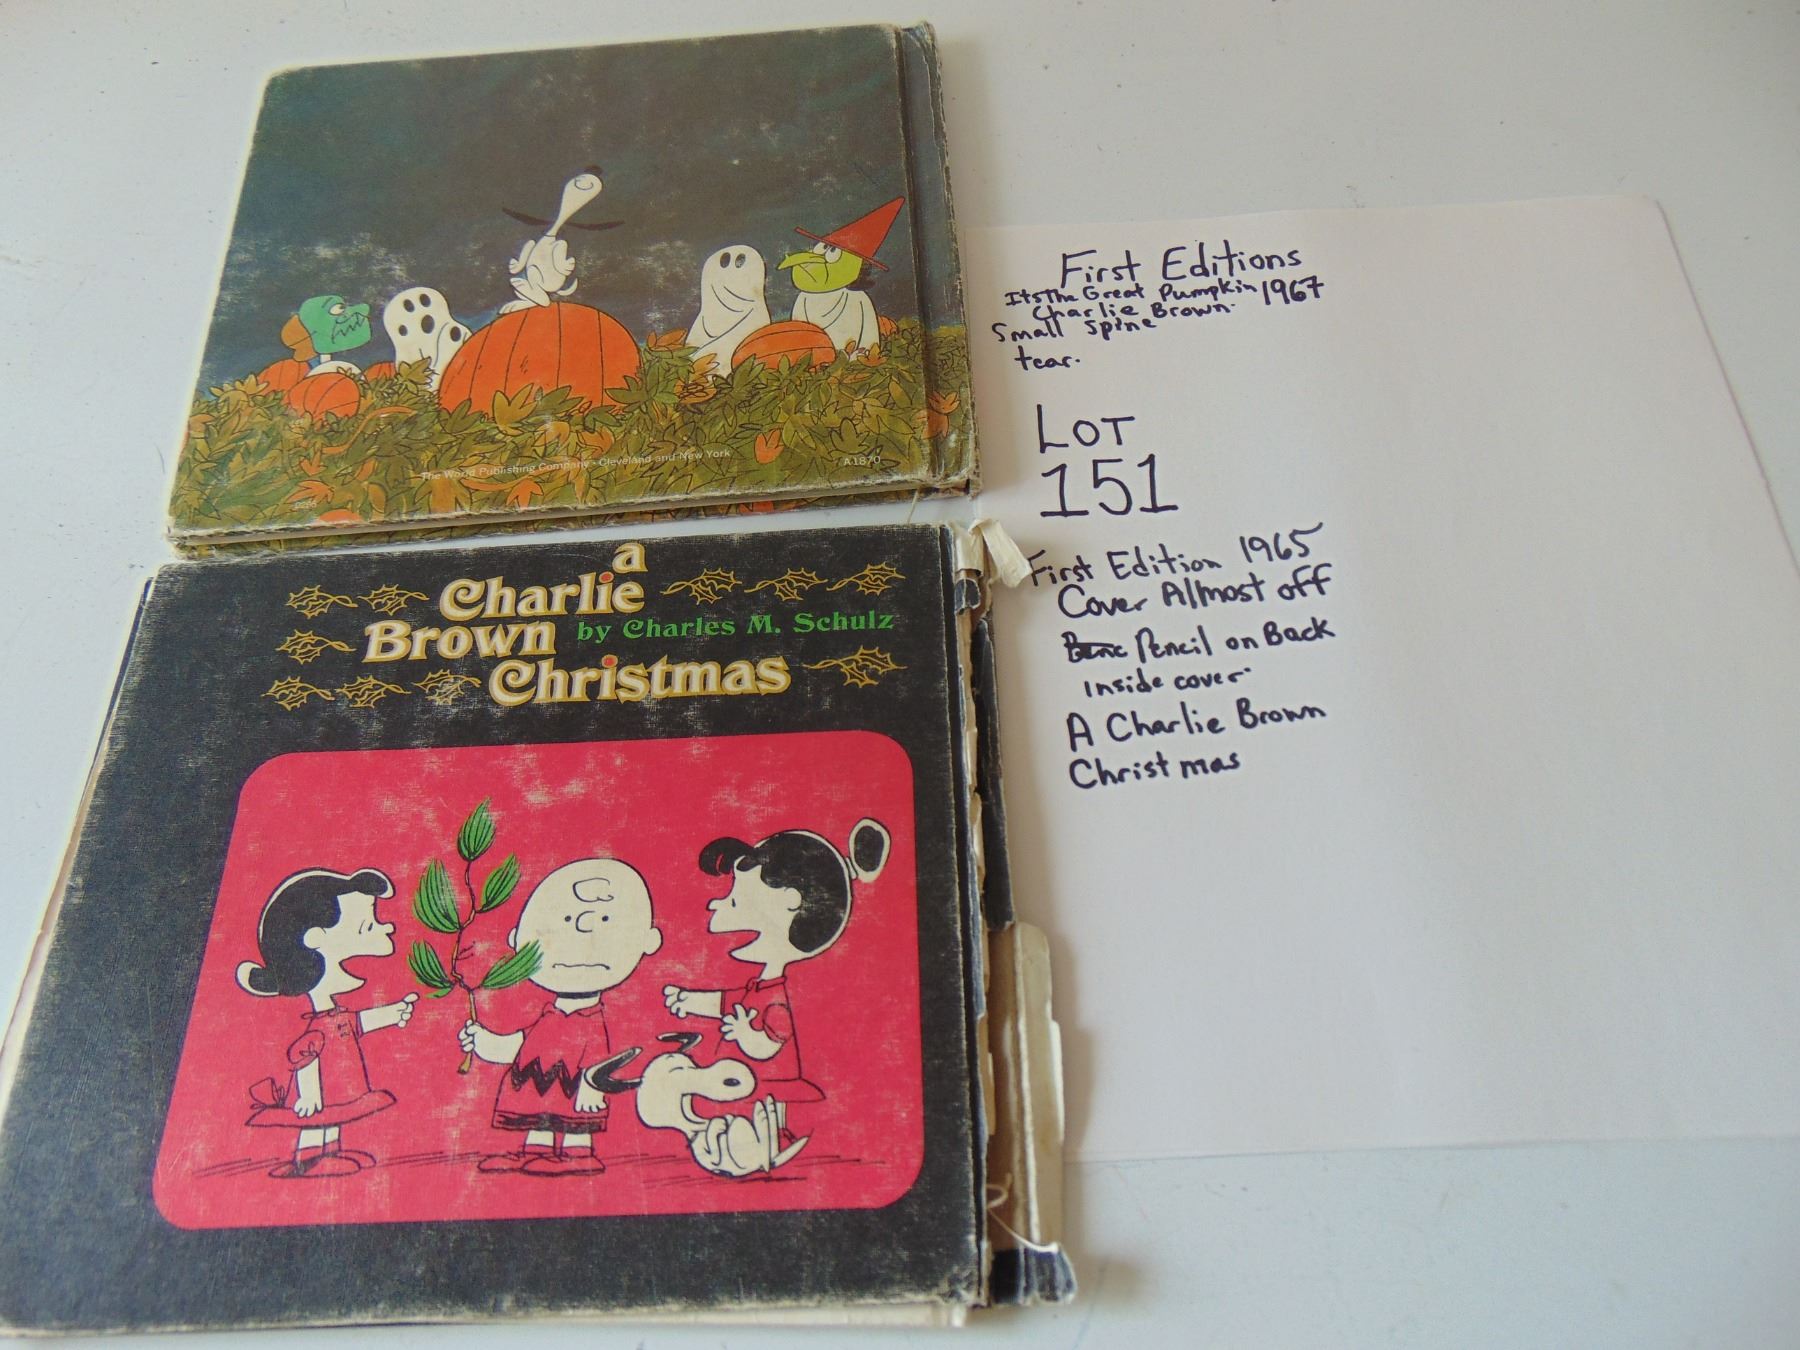 The World Publishing Company · Cleveland and New York
A1870
a
Charlie
Brown
by Charles M. Schulz
Christmas
First Editions
Its The Great Pumpkin 1967
Charlie Brown.
Small Spine
tear.
LOT
151
First Edition 1965
Cover Almost off
Pencil on Back
inside cover.
A Charlie Brown
Christmas